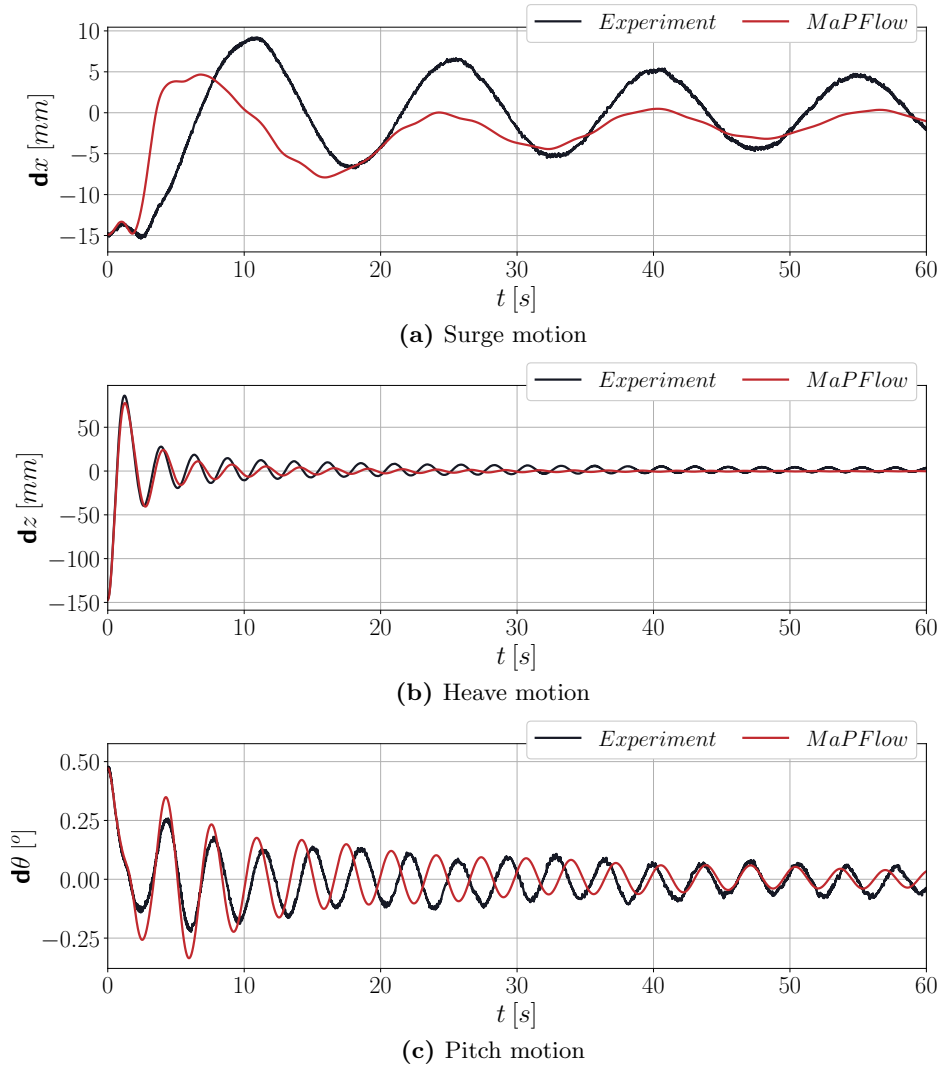 Experiment MaPFlow
10
5
0
−5
−10
−15
dx [mm]
0 10 20 30 40 50 60
t [s]
(a) Surge motion
Experiment MaPFlow
50
0
−50
−100
−150
dz [mm]
0 10 20 30 40 50 60
t [s]
(b) Heave motion
Experiment MaPFlow
0.50
0.25
0.00
−0.25
dθ [º]
0 10 20 30 40 50 60
t [s]
(c) Pitch motion